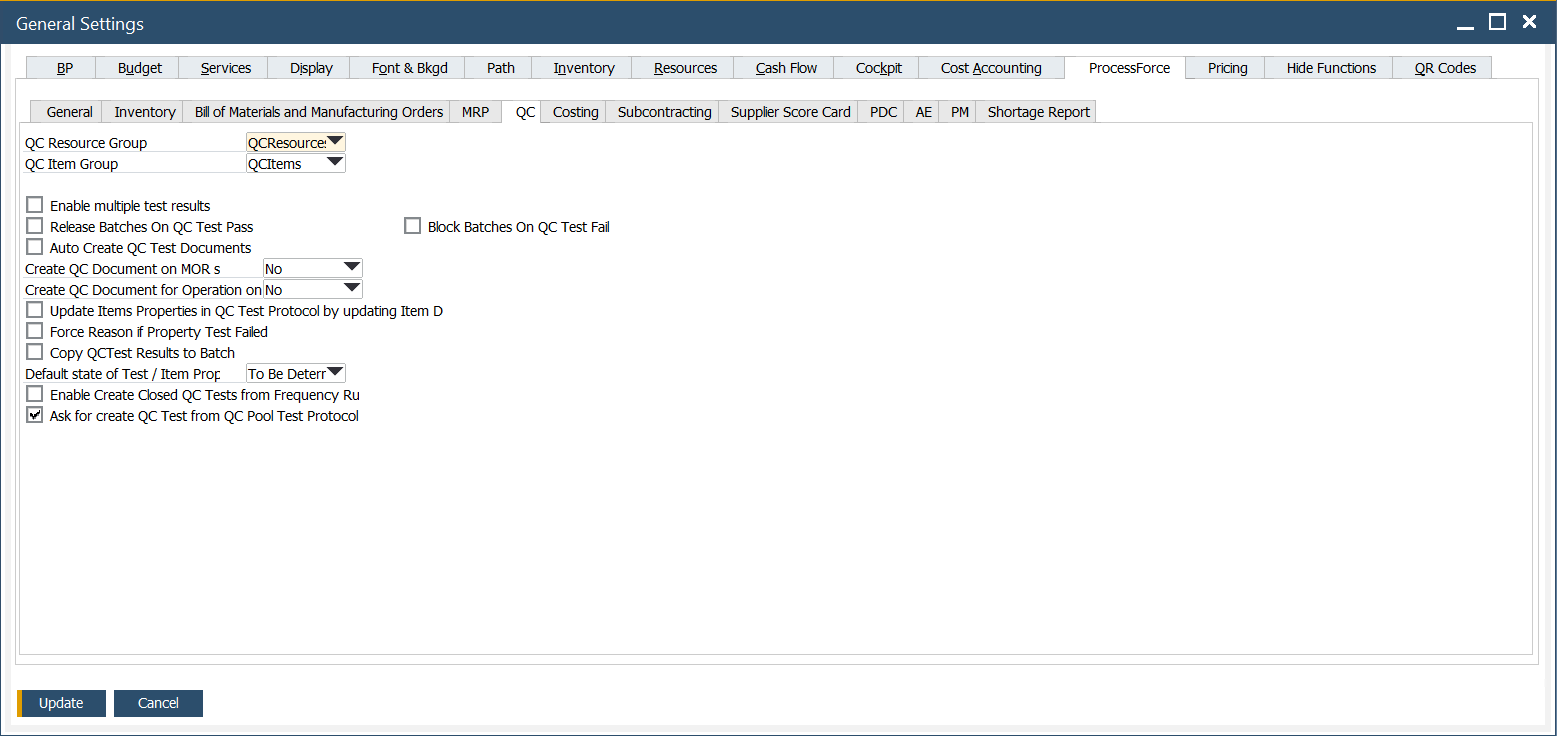 General Settings
BP Budget Services Display Font & Bkgd Path Inventory Resources Cash Flow Cockpit Cost Accounting ProcessForce Pricing Hide Functions QR Codes
General Inventory Bill of Materials and Manufacturing Orders MRP QC Costing Subcontracting Supplier Score Card PDC AE PM Shortage Report
QC Resource Group QCResources
QC Item Group QCItems
Enable multiple test results
Release Batches On QC Test Pass Block Batches On QC Test Fail
Auto Create QC Test Documents
Create QC Document on MOR s No
Create QC Document for Operation on No
Update Items Properties in QC Test Protocol by updating Item D
Force Reason if Property Test Failed
Copy QCTest Results to Batch
Default state of Test / Item Prop To Be Deterr
Enable Create Closed QC Tests from Frequency Ru
Ask for create QC Test from QC Pool Test Protocol
Update Cancel